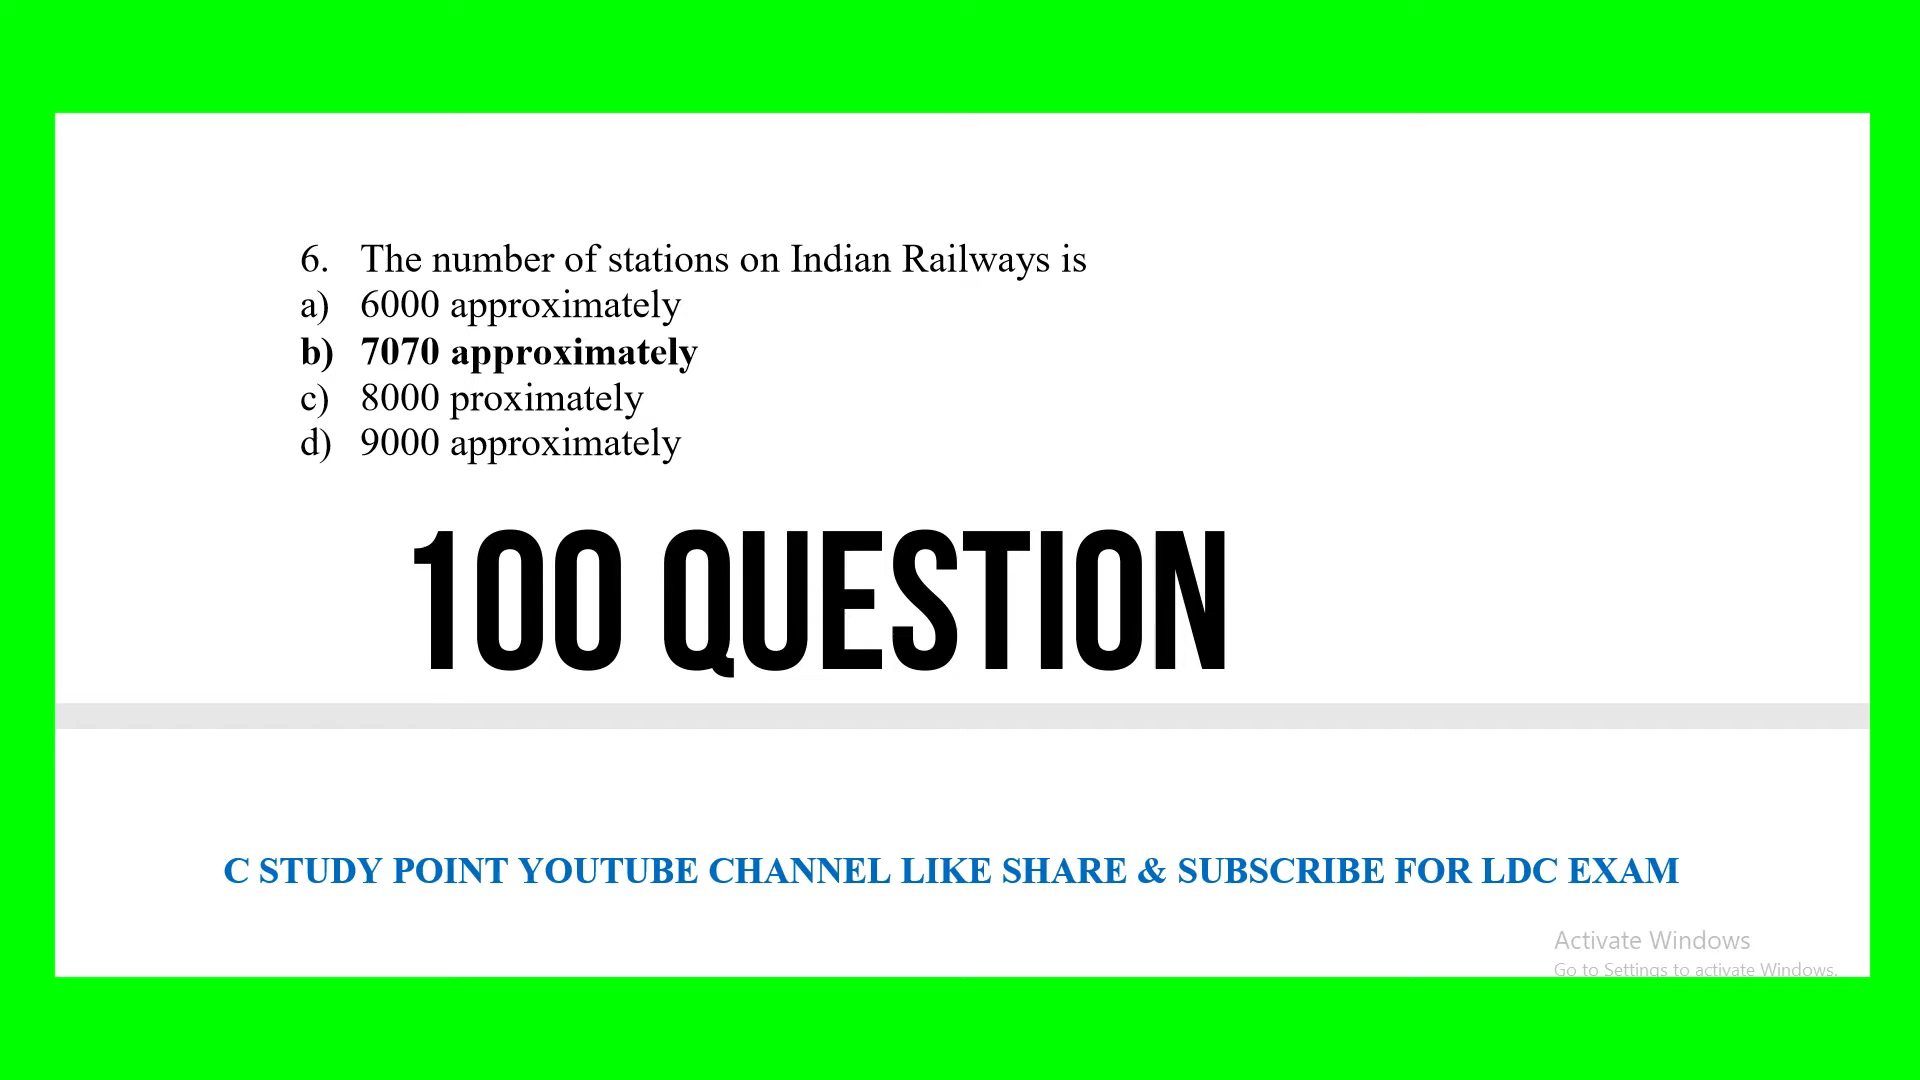 6. The number of stations on Indian Railways is
a) 6000 approximately
b) 7070 approximately
c) 8000 proximately
d) 9000 approximately
100 QUESTION
C STUDY POINT YOUTUBE CHANNEL LIKE SHARE & SUBSCRIBE FOR LDC EXAM
Activate Windows
Go to Settings to activate Windows.